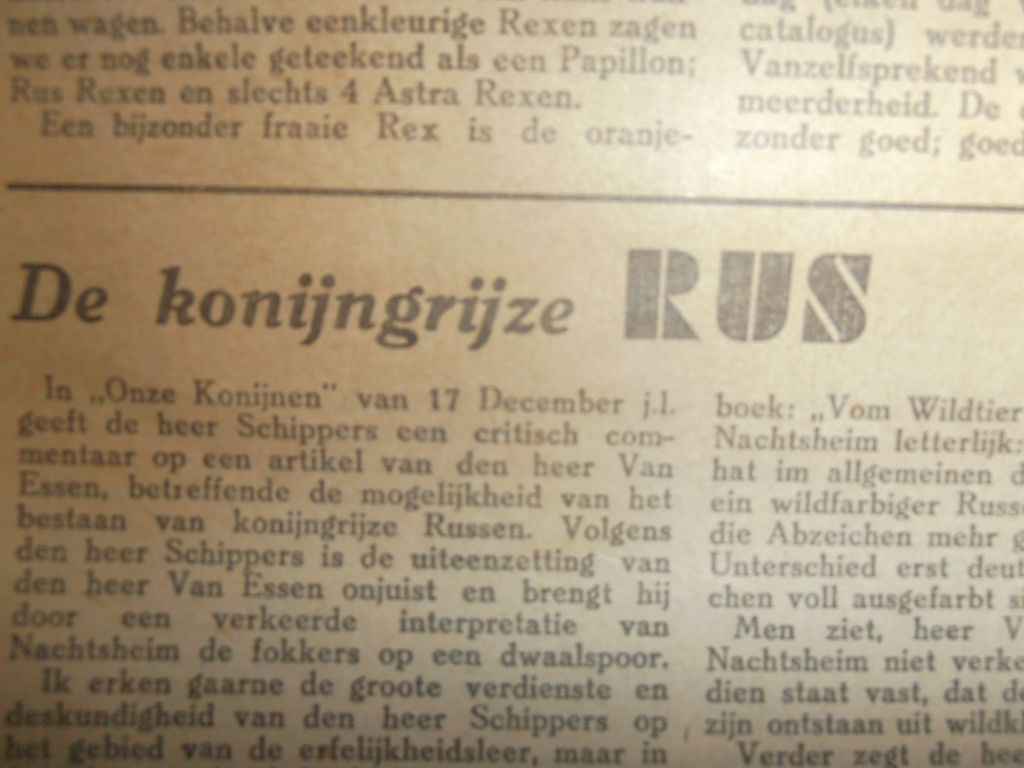 nen wagen. Behalve eenkleurige Rexen zagen
we er nog enkele geteekend als een Papillon;
Rus Rexen en slechts 4 Astra Rexen.
Een bijzonder fraaie Rex is de oranje-
catalogus) werden
Vanzelfsprekend
meerderheid. De
zonder goed; goed
De konijngrijze RUS
In „Onze Konijnen" van 17 December j.l.
geeft de heer Schippers een critisch com-
mentaar op een artikel van den heer Van
Essen, betreffende de mogelijkheid van het
bestaan van konijngrijze Russen. Volgens
den heer Schippers is de uiteenzetting van
den heer Van Essen onjuist en brengt hij
door een verkeerde interpretatie van
Nachtsheim de fokkers op een dwaalspoor.
Ik erken gaarne de groote verdienste en
deskundigheid van den heer Schippers op
het gebied van de erfelijkheidsleer, maar in
boek: „Vom Wildtier
Nachtsheim letterlijk:
hat im allgemeinen d
ein wildfarbiger Russ
die Abzeichen mehr g
Unterschied erst deut
chen voll ausgefarbt s
Men ziet, heer V
Nachtsheim niet verke
dien staat vast, dat de
zijn ontstaan uit wildk
Verder zegt de hee